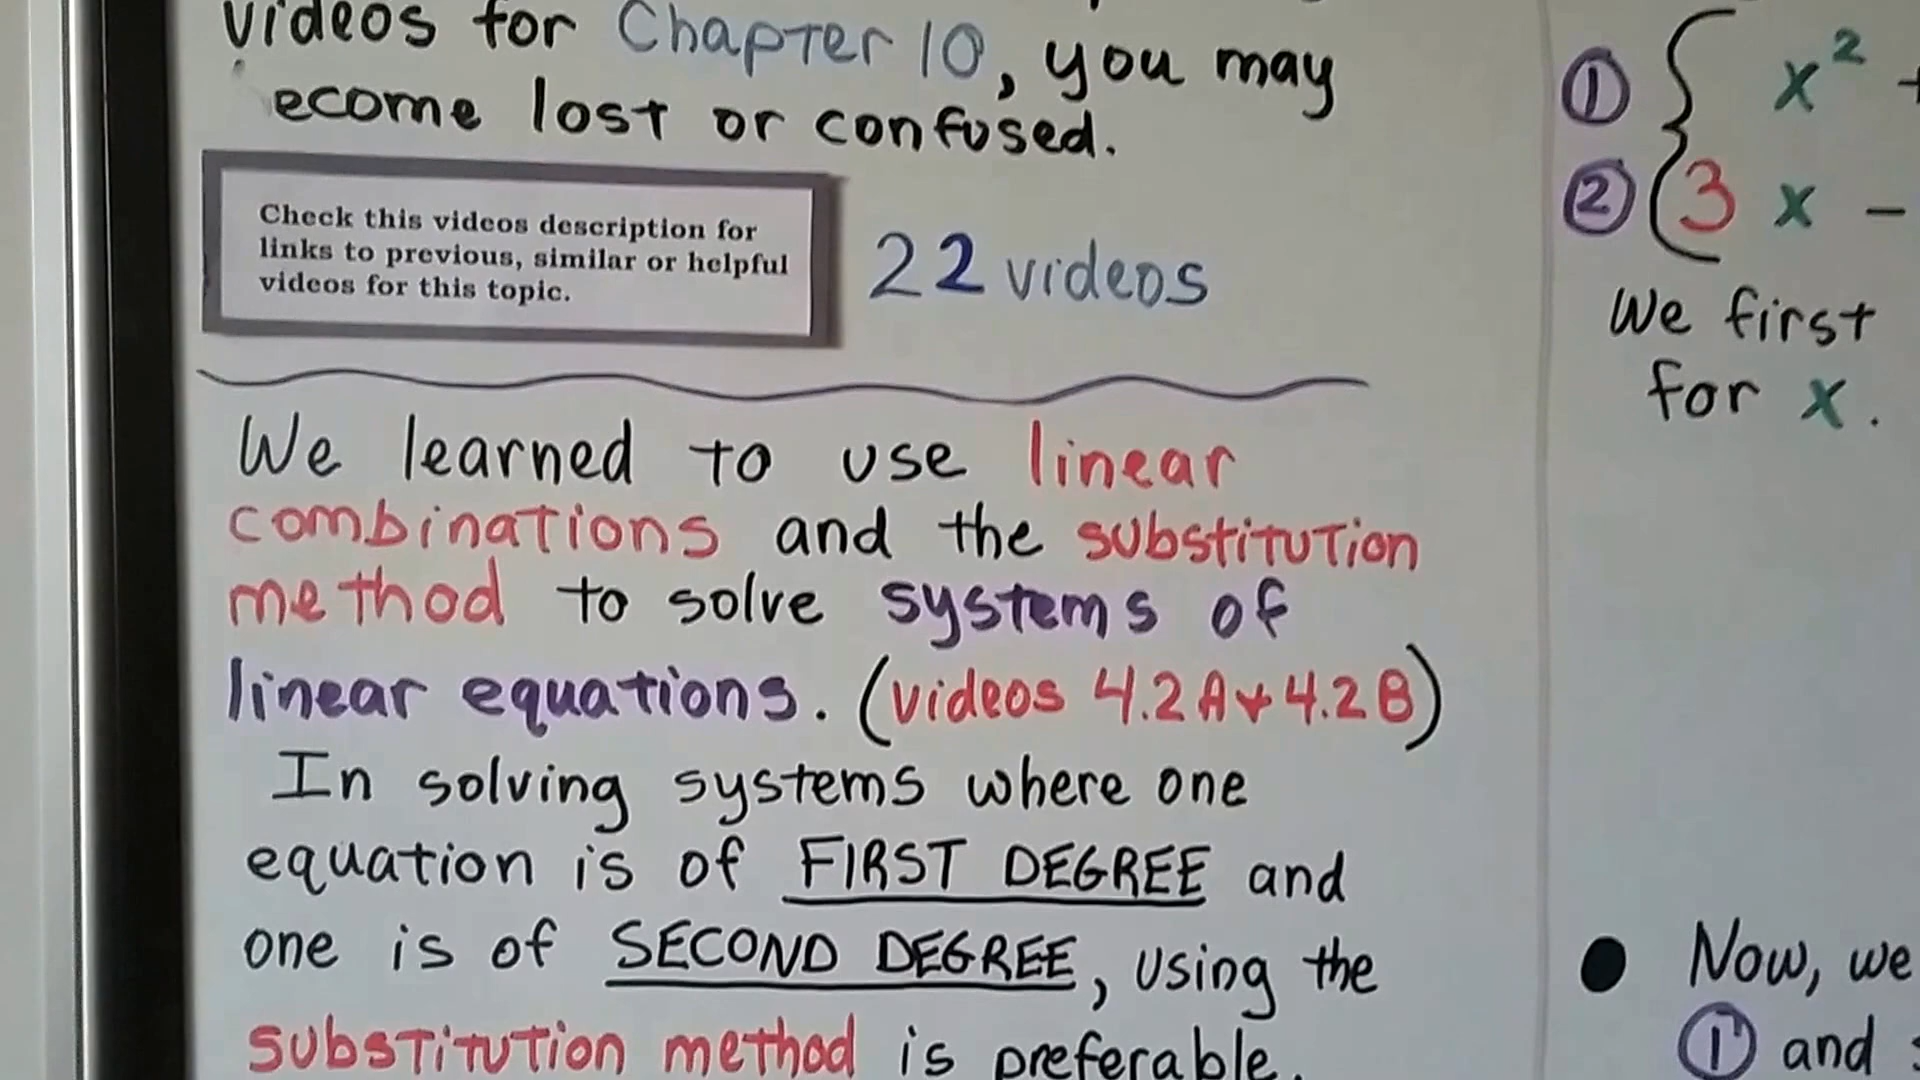 videos for Chapter 10, you may
ecome lost or confused.
Check this videos description for
links to previous, similar or helpful
videos for this topic.
22 videos
We learned to use linear
combinations and the substitution
method to solve systems of
linear equations. (videos 4.2A & 4.2B)
In solving systems where one
equation is of FIRST DEGREE and
one is of SECOND DEGREE, using the
substitution method is preferable.
① { x² +
② { 3 x -
We first
for x.
● Now, we
① and